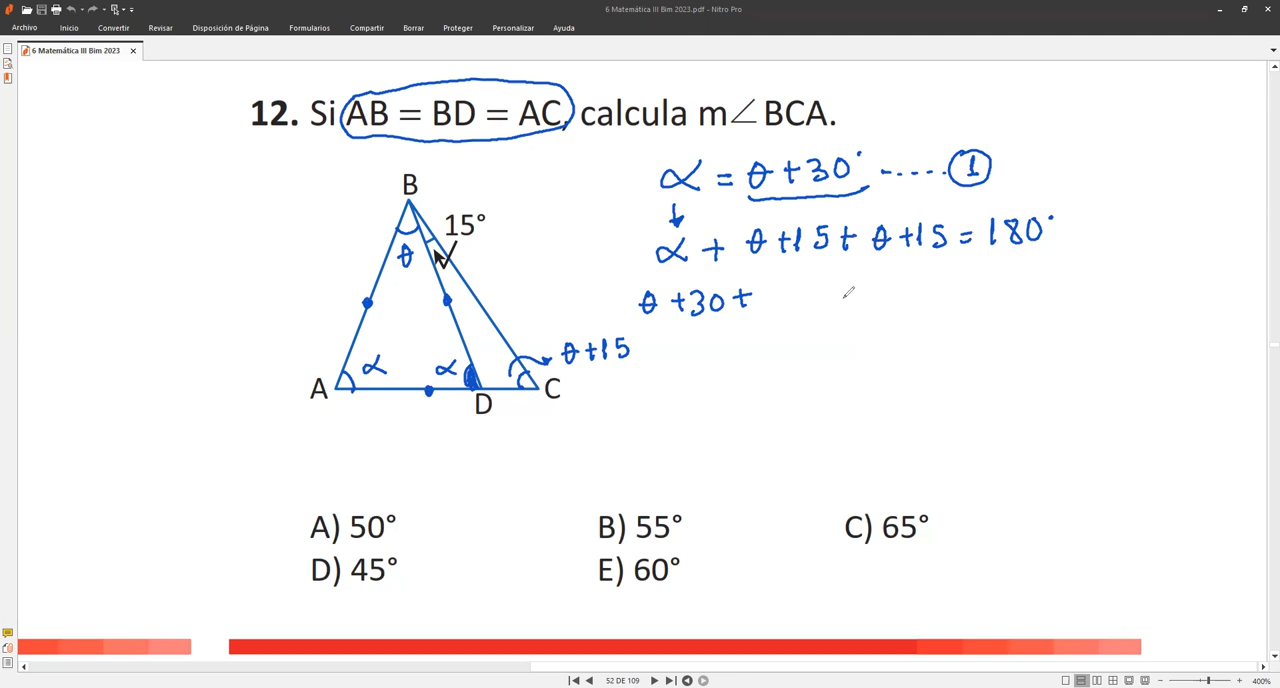 6 Matemática III Bim 2023.pdf - Nitro Pro
Archivo Inicio Convertir Revisar Disposición de Página Formularios Compartir Borrar Proteger Personalizar Ayuda
6 Matemática III Bim 2023
12. Si AB = BD = AC, calcula m∠BCA.
α = θ + 30° ..... 1
B
15°
α + θ + 15 + θ + 15 = 180°
θ
θ + 30 +
θ + 15
α
α
A
C
D
A) 50°
B) 55°
C) 65°
D) 45°
E) 60°
52 DE 109
400%